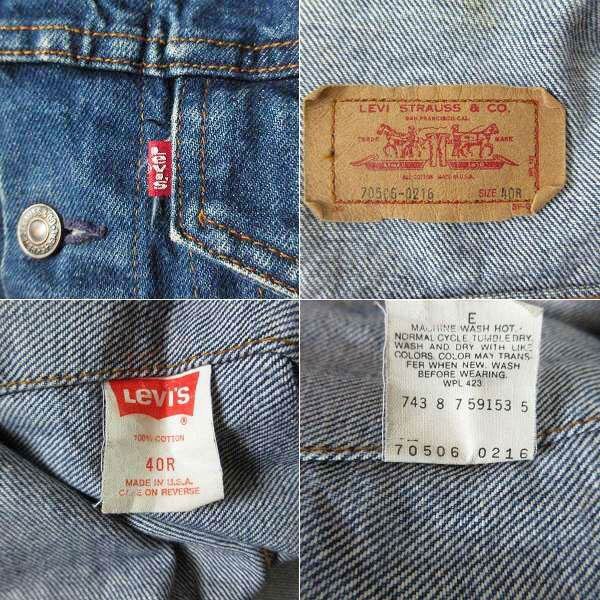 Levi's
LEVI STRAUSS & CO.
SAN FRANCISCO, CAL.
TRADE MARK
ALL COTTON MADE IN U.S.A.
70506-0216 SIZE 40R
Levi's
®
100% COTTON
40R
MADE IN U.S.A.
CARE ON REVERSE
E
MACHINE WASH HOT.
NORMAL CYCLE. TUMBLE DRY.
WASH AND DRY WITH LIKE
COLORS. COLOR MAY TRANS-
FER WHEN NEW. WASH
BEFORE WEARING.
WPL 423
743 8 7 59153 5
70506 0216